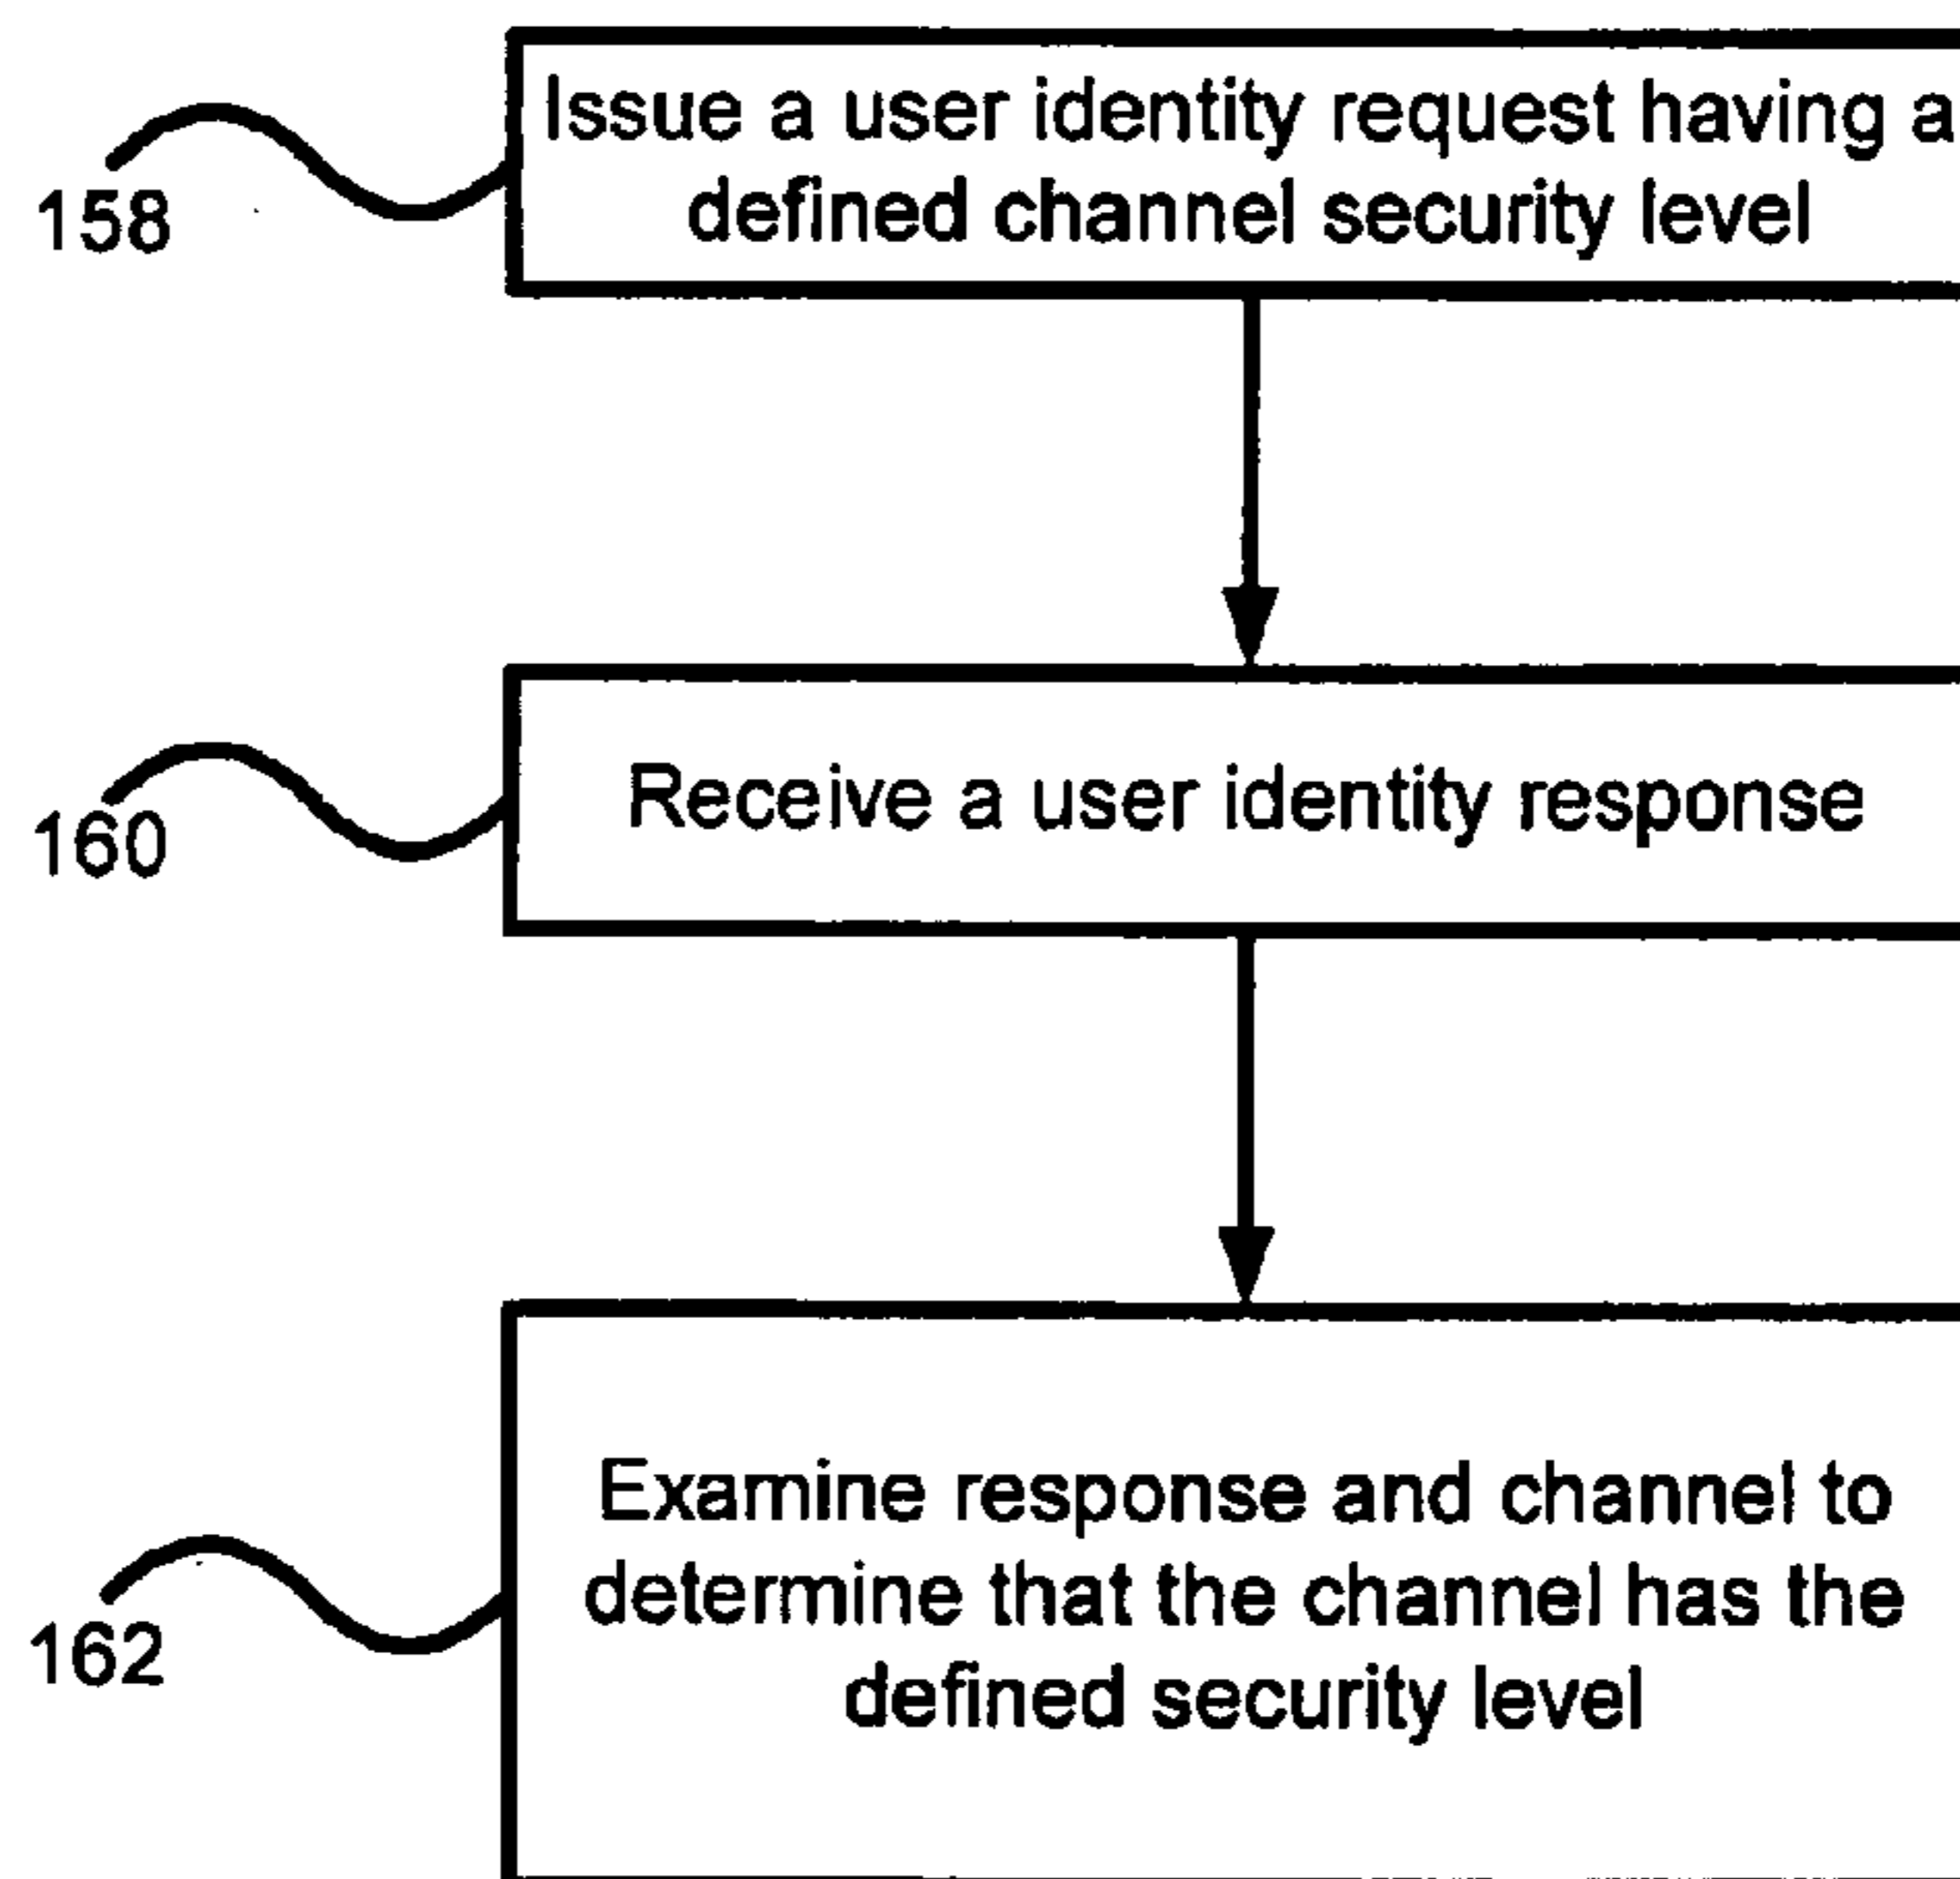 Issue a user identity request having a
defined channel security level
158
Receive a user identity response
160
Examine response and channel to
determine that the channel has the
defined security level
162